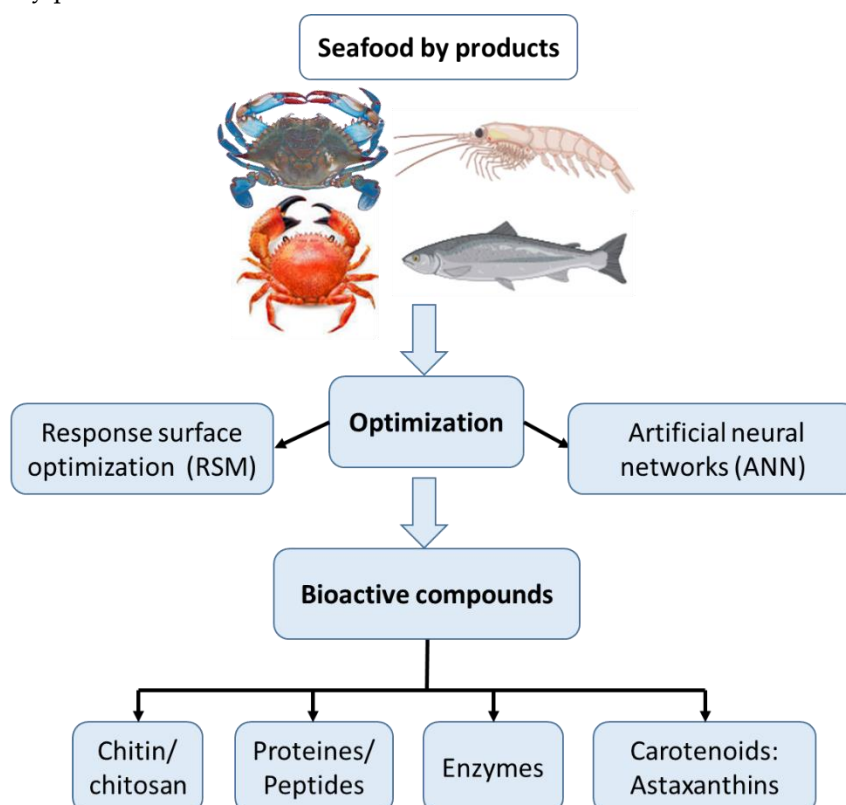 Seafood by products
Optimization
Response surface
optimization (RSM)
Artificial neural
networks (ANN)
Bioactive compounds
Chitin/
chitosan
Proteines/
Peptides
Enzymes
Carotenoids:
Astaxanthins